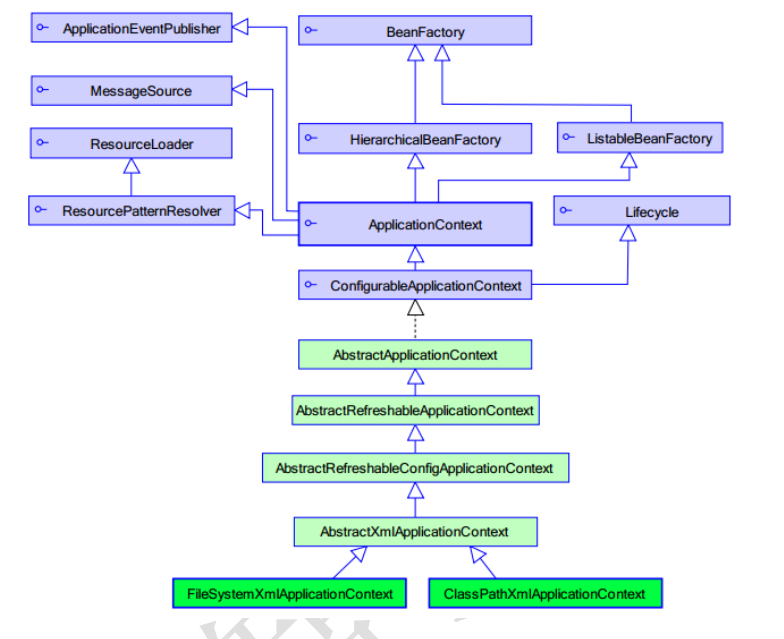 ApplicationEventPublisher
BeanFactory
MessageSource
ResourceLoader
HierarchicalBeanFactory
ListableBeanFactory
ResourcePatternResolver
ApplicationContext
Lifecycle
ConfigurableApplicationContext
AbstractApplicationContext
AbstractRefreshableApplicationContext
AbstractRefreshableConfigApplicationContext
AbstractXmlApplicationContext
FileSystemXmlApplicationContext
ClassPathXmlApplicationContext